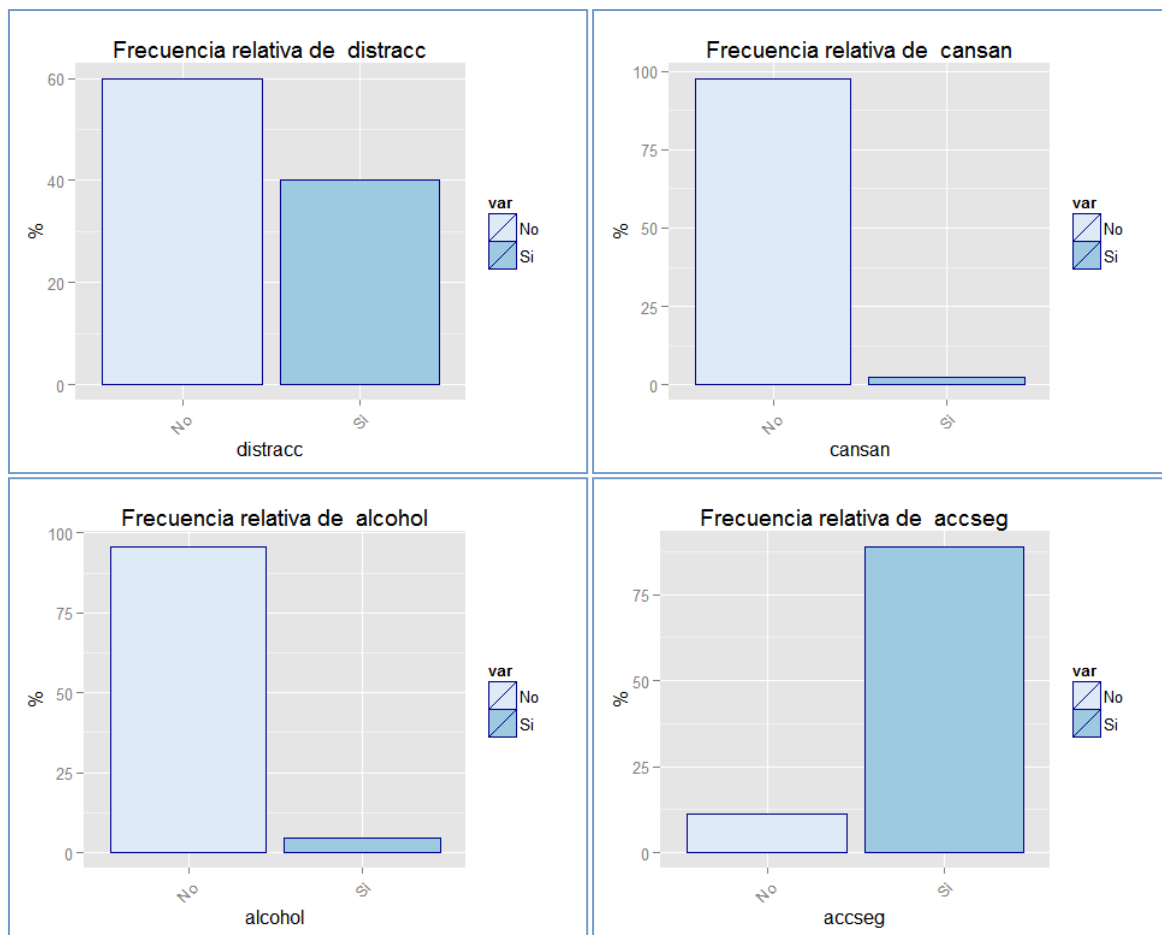 Frecuencia relativa de distracc
60
40
20
0
%
No
Si
distracc
var
No
Si
Frecuencia relativa de cansan
100
75
50
25
0
%
No
Si
cansan
var
No
Si
Frecuencia relativa de alcohol
100
75
50
25
0
%
No
Si
alcohol
var
No
Si
Frecuencia relativa de accseg
75
50
25
0
%
No
Si
accseg
var
No
Si